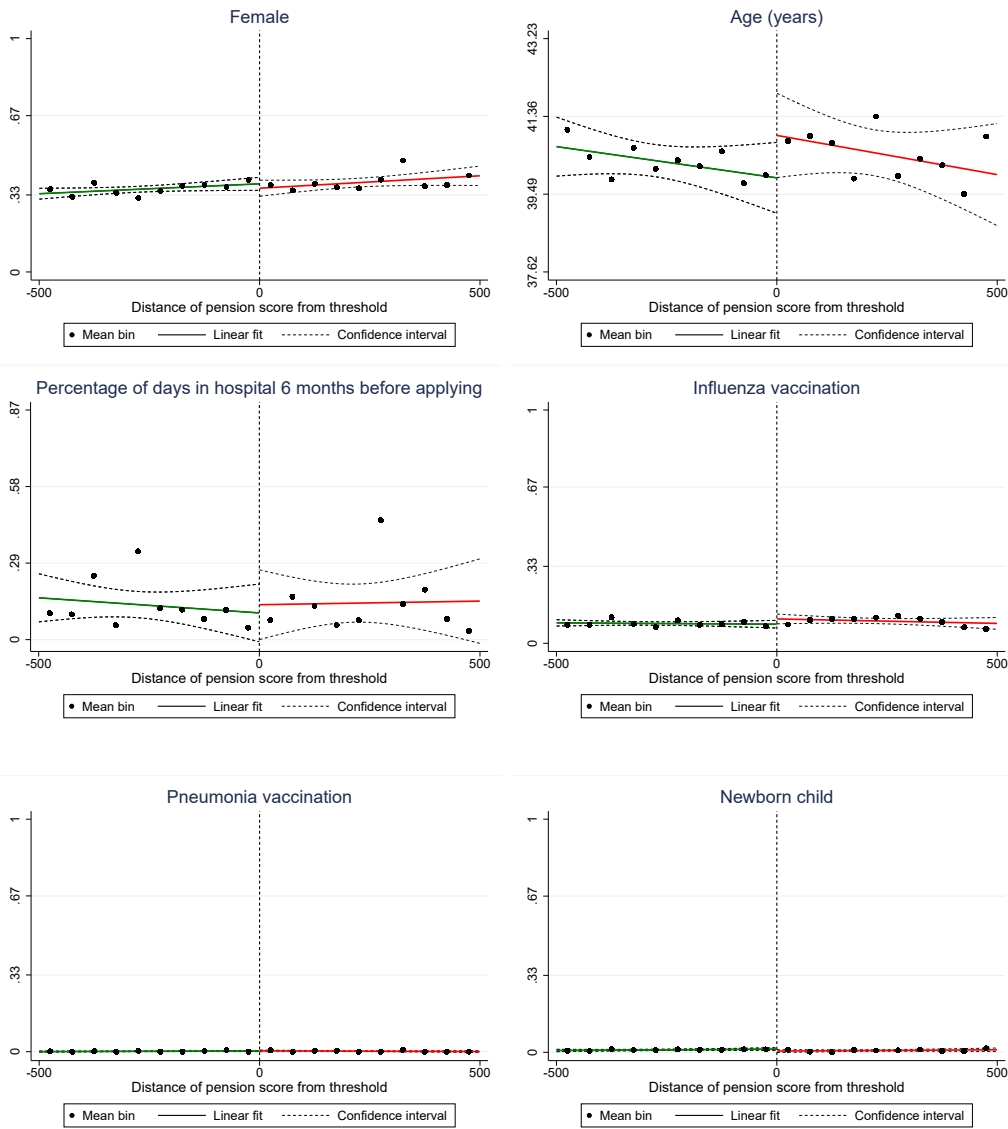 Female
1
.67
.33
0
-500 0 500
Distance of pension score from threshold
Mean bin Linear fit Confidence interval
Age (years)
43.23
41.36
39.49
37.62
-500 0 500
Distance of pension score from threshold
Mean bin Linear fit Confidence interval
Percentage of days in hospital 6 months before applying
.87
.58
.29
0
-500 0 500
Distance of pension score from threshold
Mean bin Linear fit Confidence interval
Influenza vaccination
1
.67
.33
0
-500 0 500
Distance of pension score from threshold
Mean bin Linear fit Confidence interval
Pneumonia vaccination
1
.67
.33
0
-500 0 500
Distance of pension score from threshold
Mean bin Linear fit Confidence interval
Newborn child
1
.67
.33
0
-500 0 500
Distance of pension score from threshold
Mean bin Linear fit Confidence interval